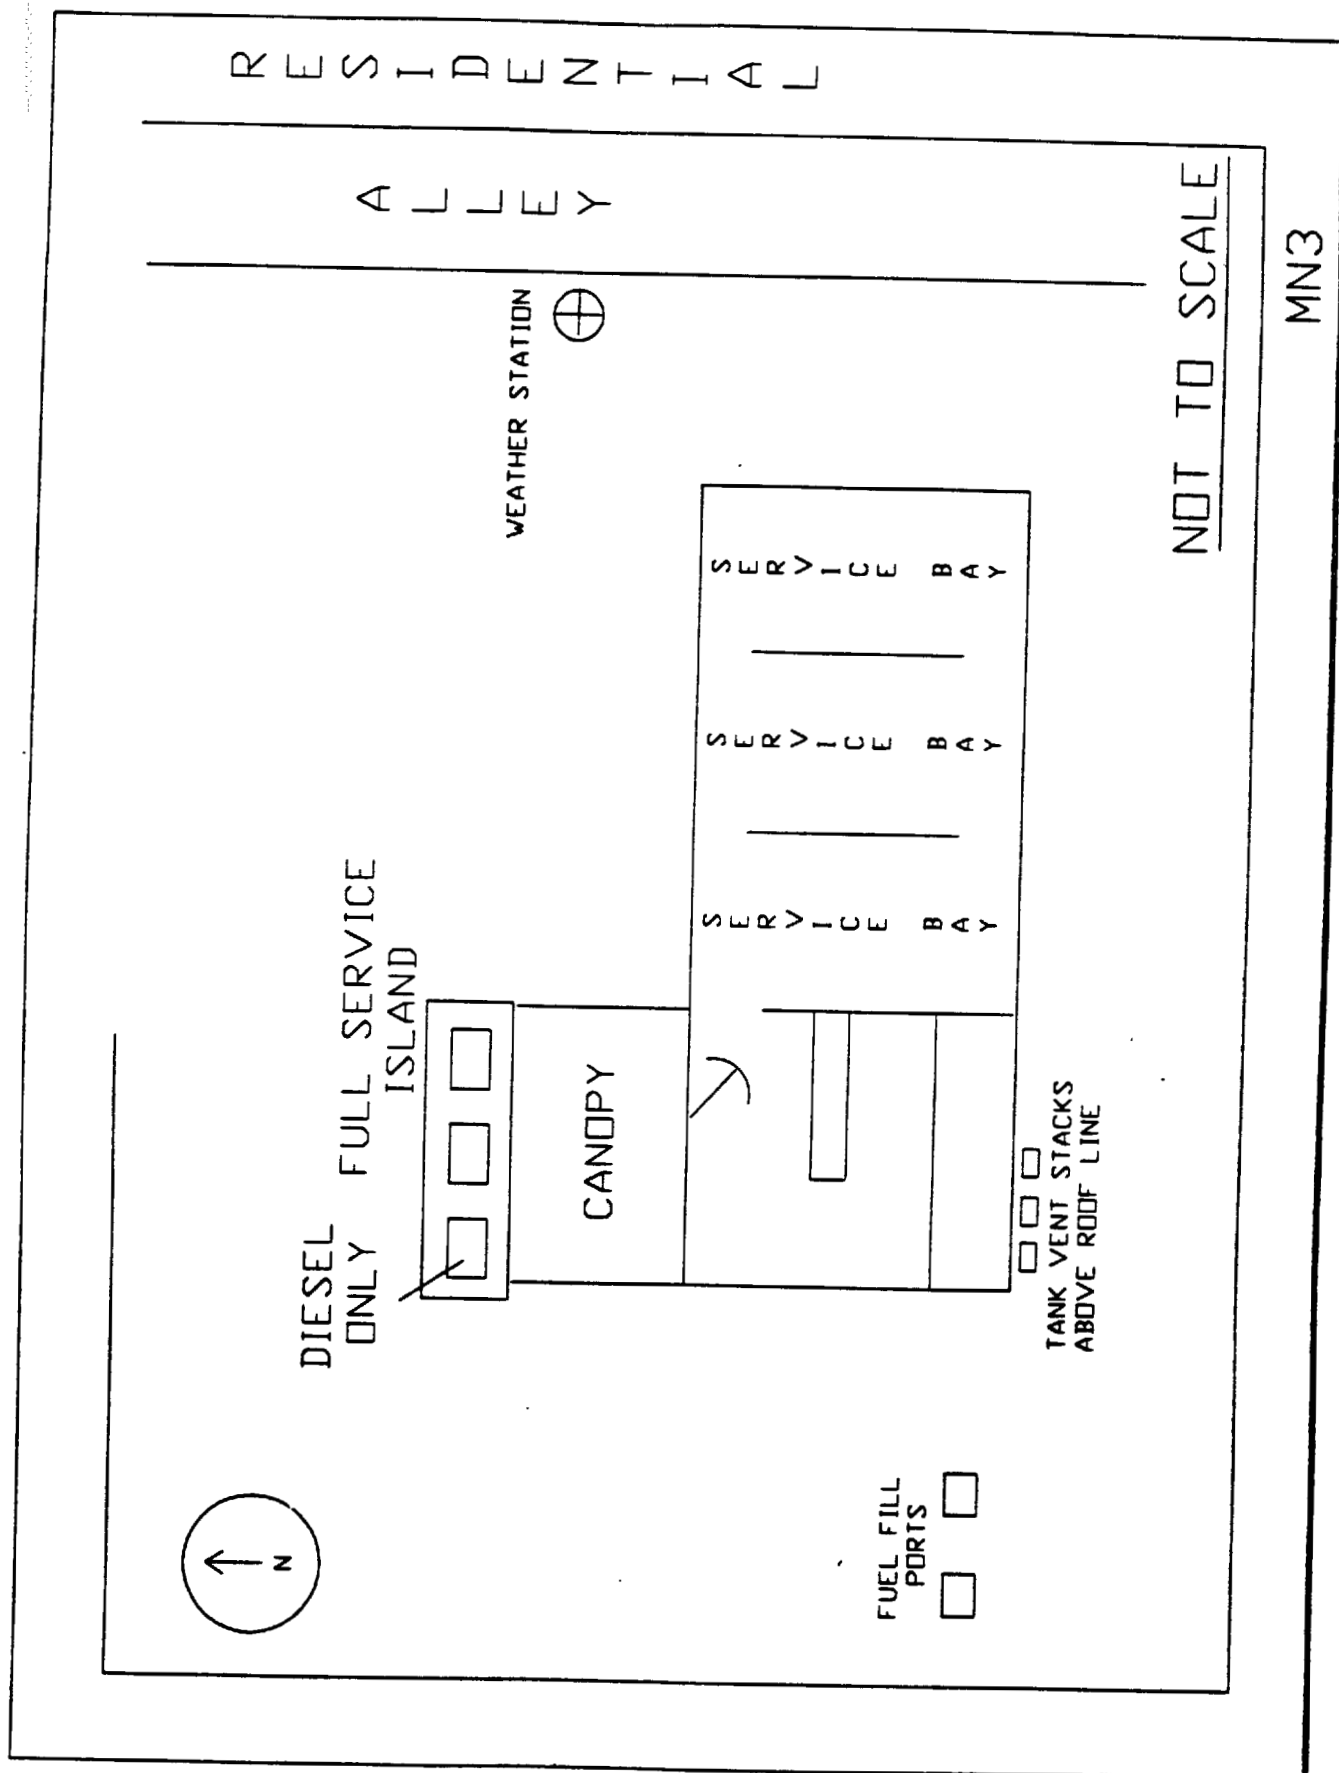 RESIDENTIAL
ALLEY
WEATHER STATION
DIESEL
ONLY
FULL SERVICE
ISLAND
CANOPY
SERVICE BAY
SERVICE BAY
SERVICE BAY
N
FUEL FILL
PORTS
TANK VENT STACKS
ABOVE ROOF LINE
NOT TO SCALE
MN3